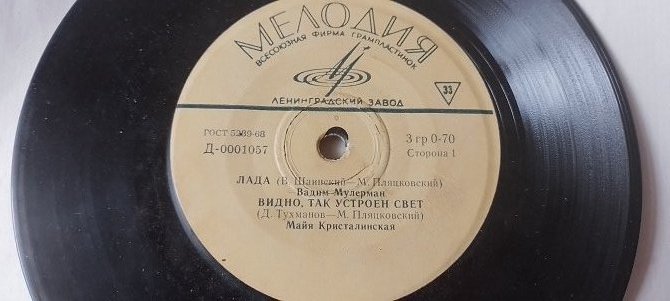 МЕЛОДИЯ
ВСЕСОЮЗНАЯ ФИРМА ГРАМПЛАСТИНОК
33
ЛЕНИНГРАДСКИЙ ЗАВОД
ГОСТ 5289-68
3 гр 0-70
Д-0001057
Сторона 1
ЛАДА (В. Шаинский—М. Пляцковский)
Вадим Мулерман
ВИДНО, ТАК УСТРОЕН СВЕТ
(Д. Тухманов—М. Пляцковский)
Майя Кристалинская